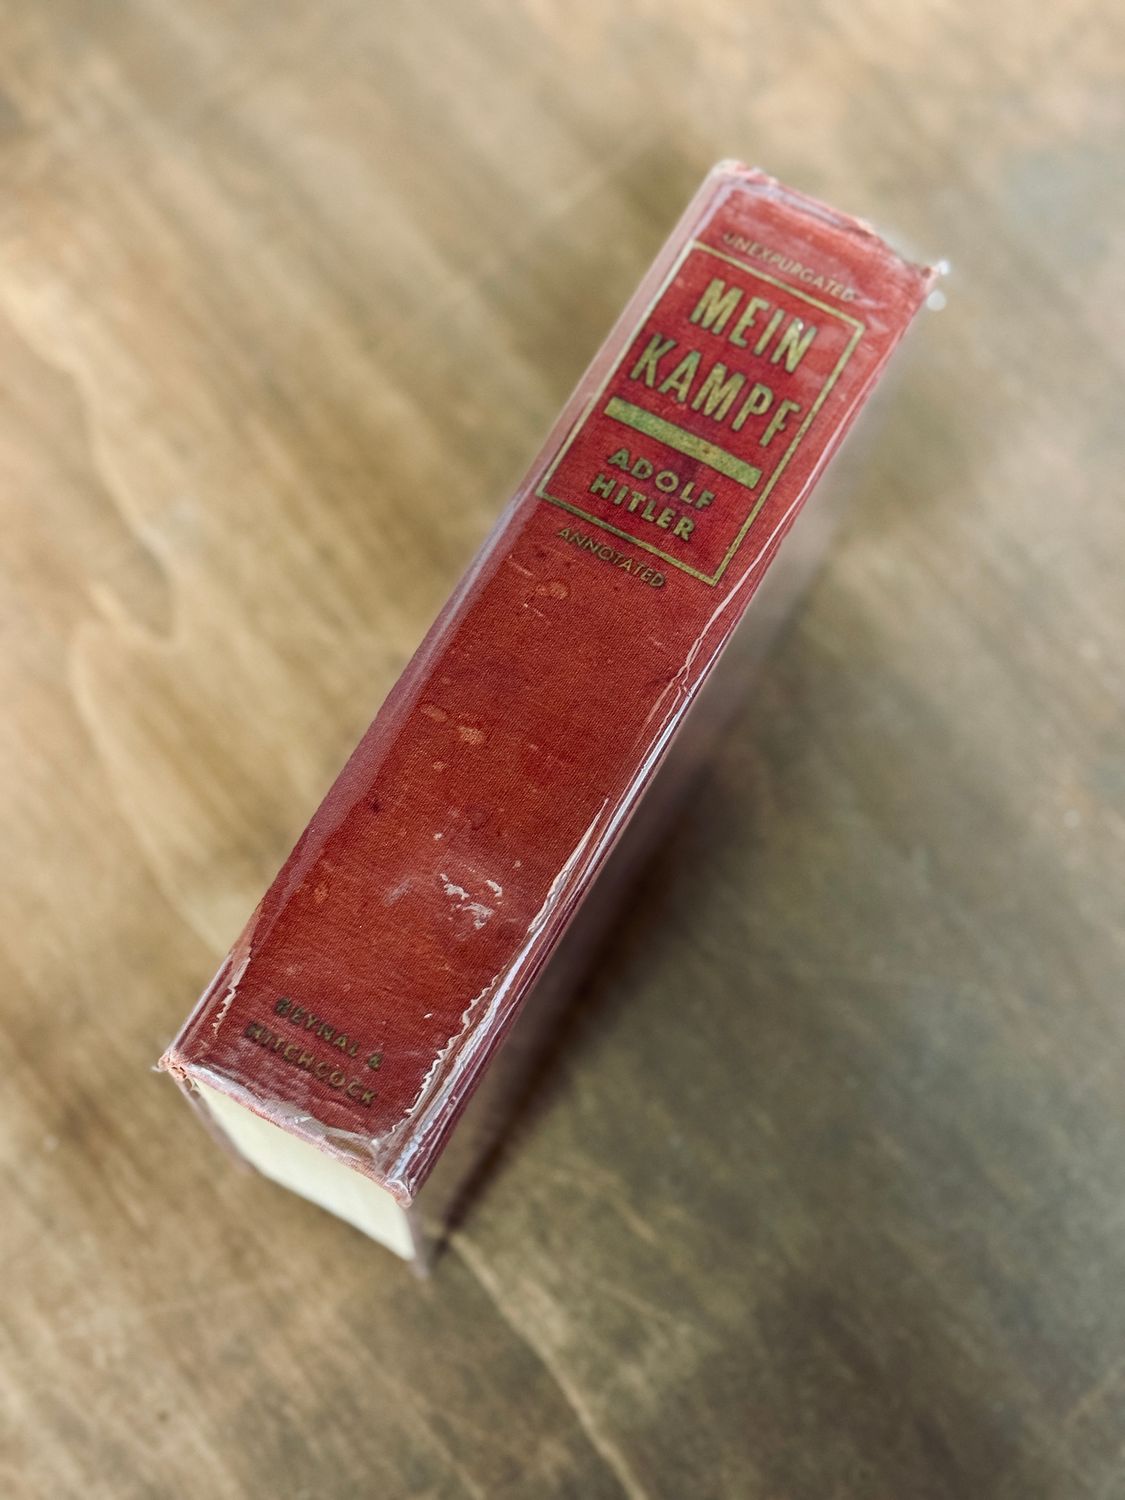 UNEXPURGATED
MEIN
KAMPF
ADOLF
HITLER
ANNOTATED
REYNAL &
HITCHCOCK